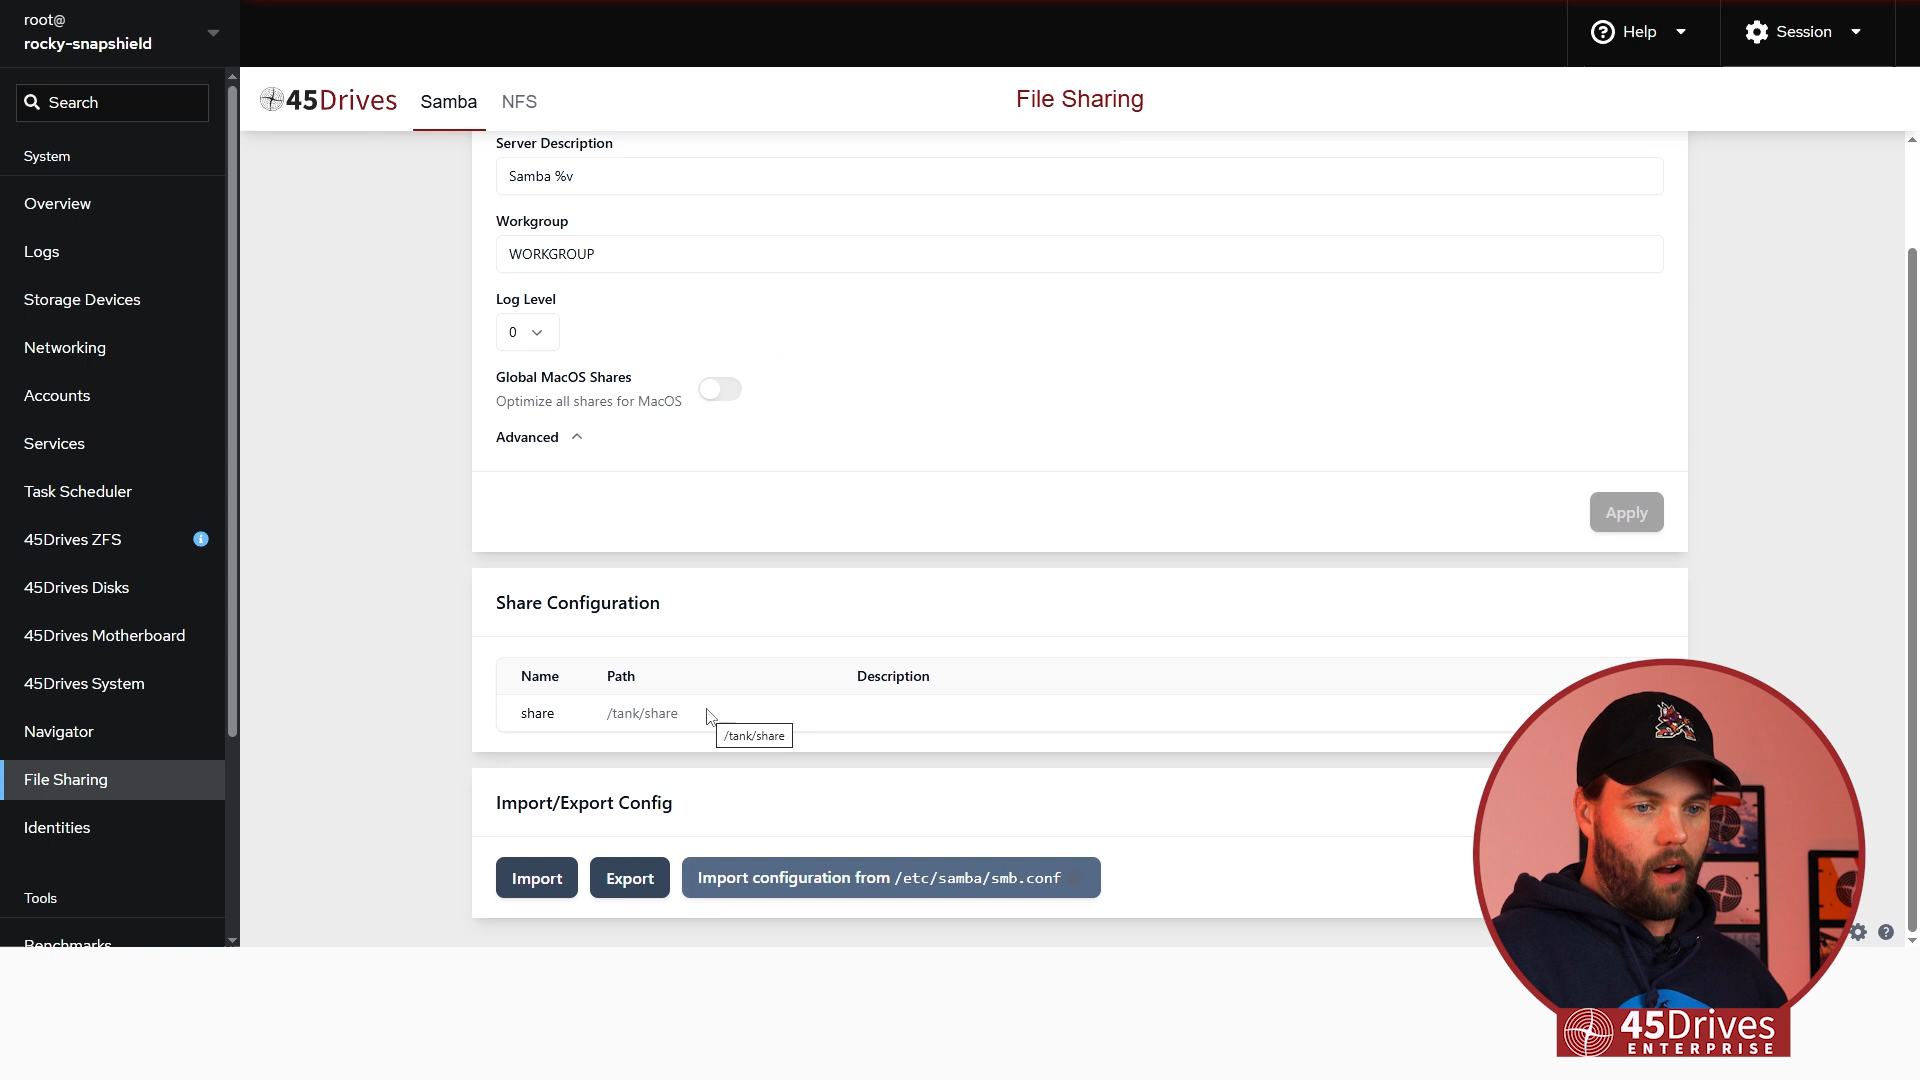 root@
rocky-snapshield
Help
Session
Search
45Drives
Samba
NFS
File Sharing
System
Overview
Logs
Storage Devices
Networking
Accounts
Services
Task Scheduler
45Drives ZFS
45Drives Disks
45Drives Motherboard
45Drives System
Navigator
File Sharing
Identities
Tools
Benchmarks
Server Description
Samba %v
Workgroup
WORKGROUP
Log Level
0
Global MacOS Shares
Optimize all shares for MacOS
Advanced
Apply
Share Configuration
Name Path Description
share /tank/share
/tank/share
Import/Export Config
Import
Export
Import configuration from /etc/samba/smb.conf
45Drives
ENTERPRISE